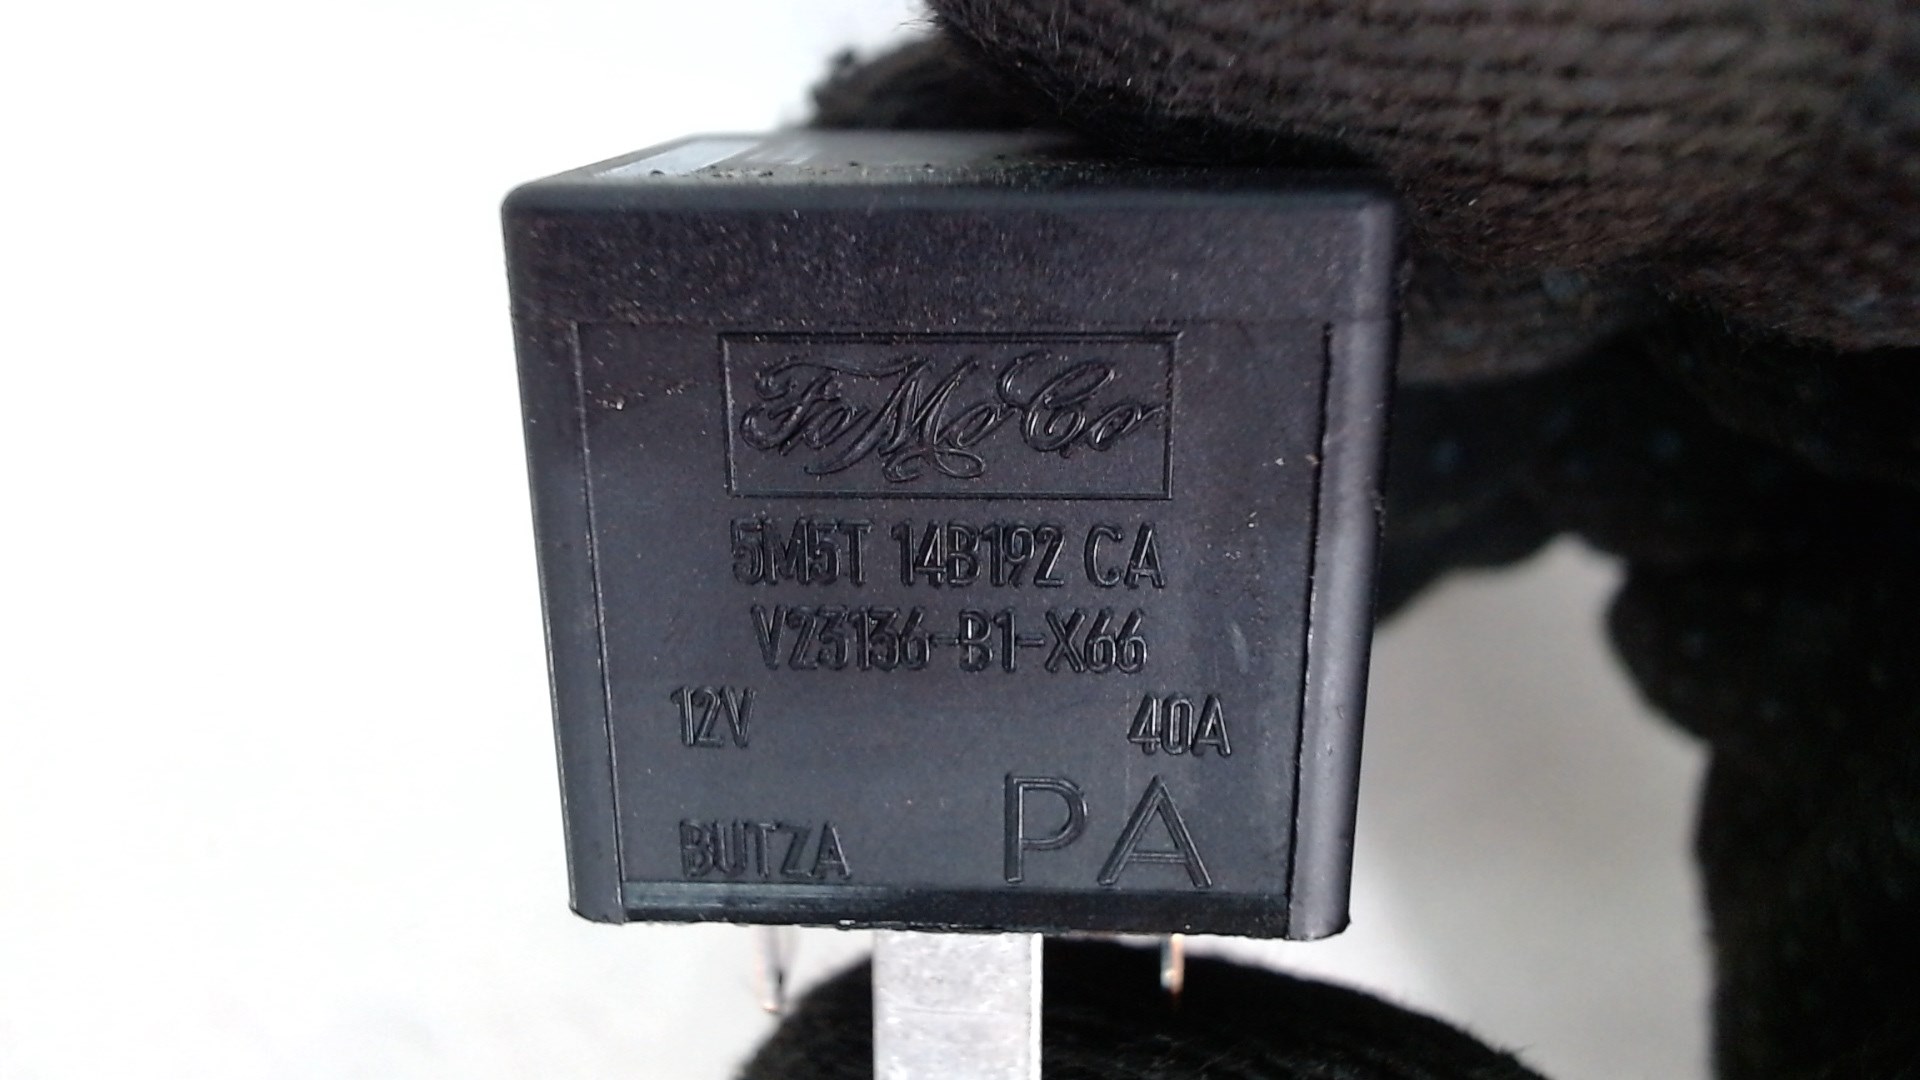 FoMoCo
5M5T 14B192 CA
V23136-B1-X66
12V 40A
BUTZA PA